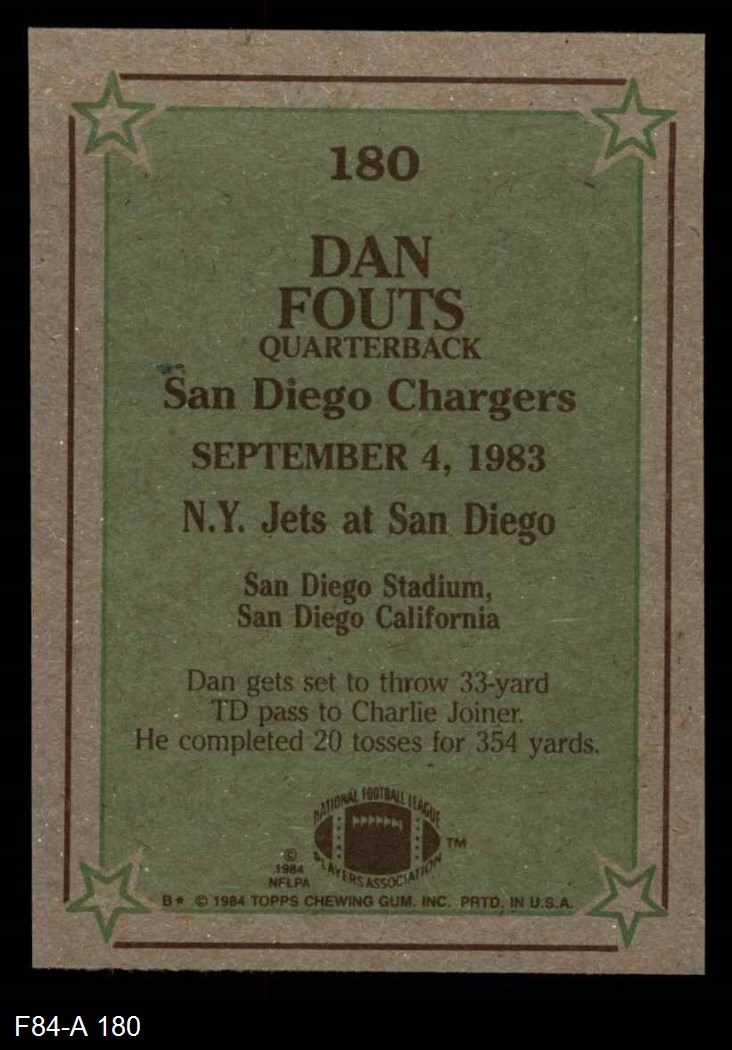 180
DAN
FOUTS
QUARTERBACK
San Diego Chargers
SEPTEMBER 4, 1983
N.Y. Jets at San Diego
San Diego Stadium,
San Diego California
Dan gets set to throw 33-yard
TD pass to Charlie Joiner.
He completed 20 tosses for 354 yards.
NATIONAL FOOTBALL LEAGUE
PLAYERS ASSOCIATION
TM
©
1984
NFLPA
B* © 1984 TOPPS CHEWING GUM. INC. PRTD. IN U.S.A.
F84-A 180